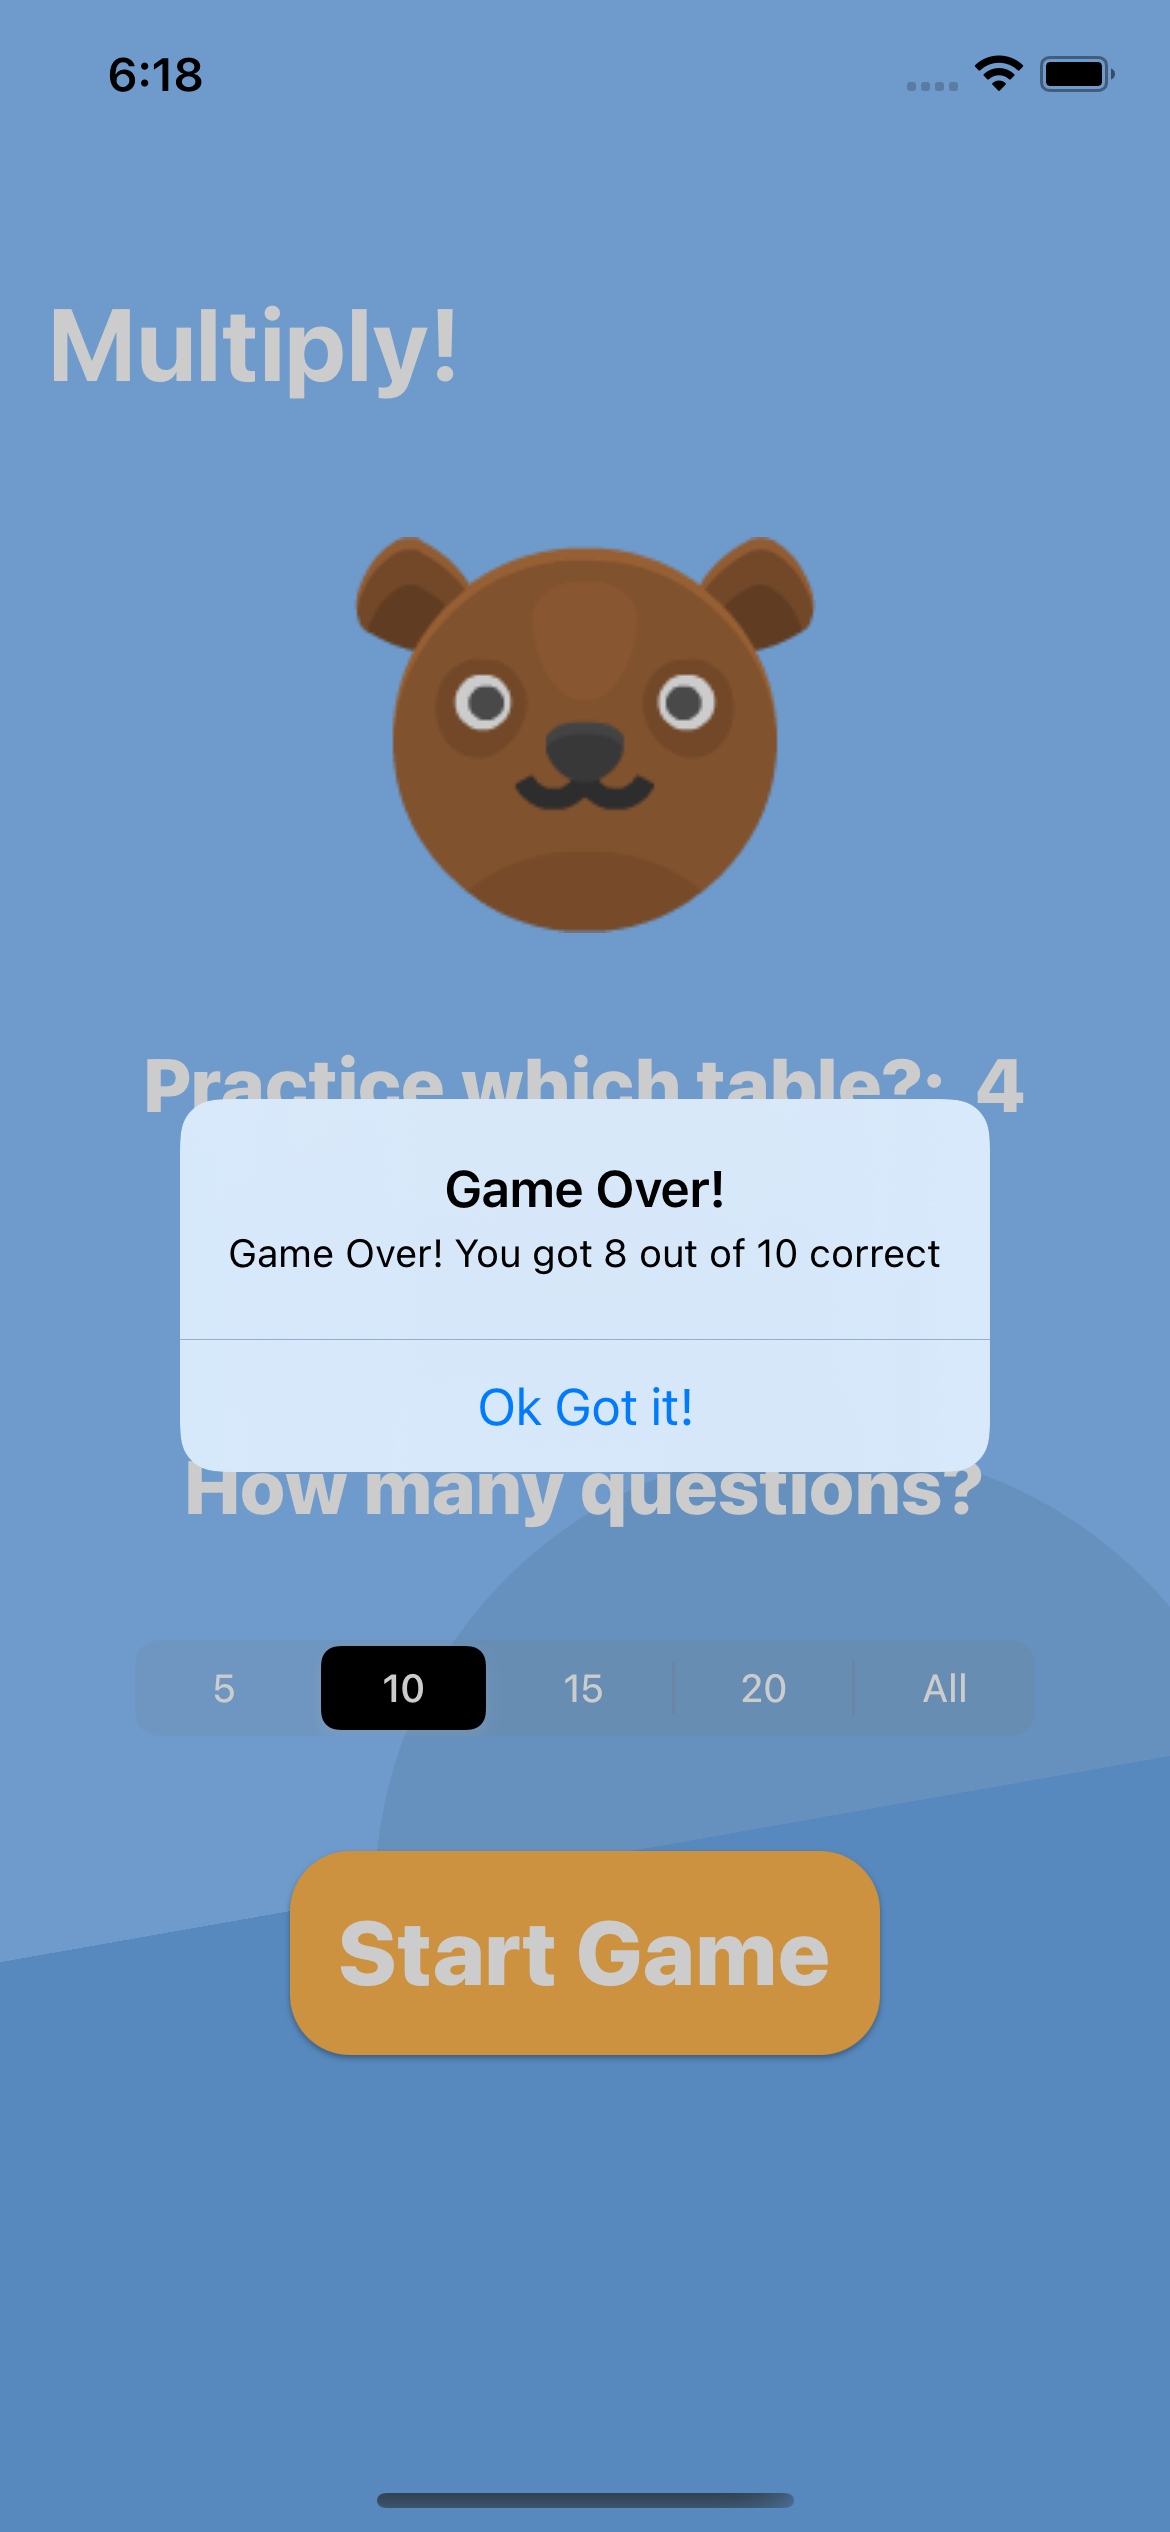 6:18
Multiply!
Practice which table?: 4
Game Over!
Game Over! You got 8 out of 10 correct
Ok Got it!
How many questions?
5 10 15 20 All
Start Game